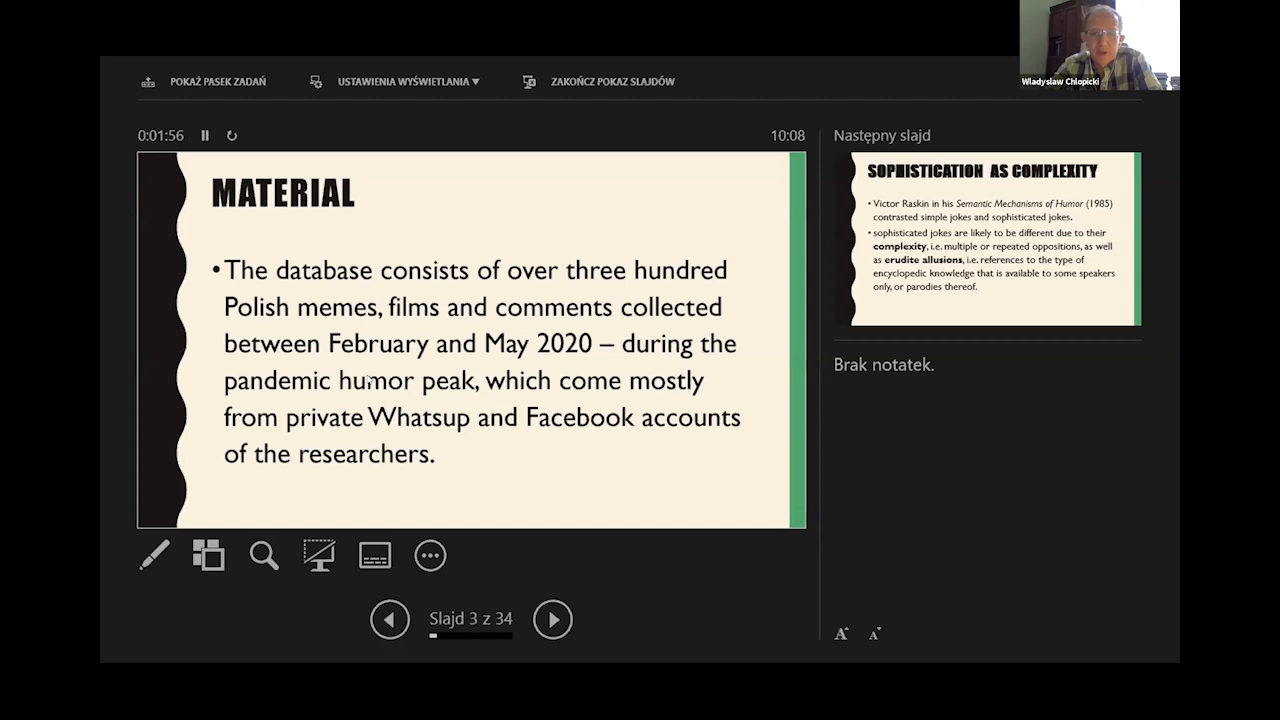 Wladyslaw Chlopicki
POKAŻ PASEK ZADAŃ
USTAWIENIA WYŚWIETLANIA
ZAKOŃCZ POKAZ SLAJDÓW
0:01:56
10:08
MATERIAL
• The database consists of over three hundred
Polish memes, films and comments collected
between February and May 2020 – during the
pandemic humor peak, which come mostly
from private Whatsup and Facebook accounts
of the researchers.
Slajd 3 z 34
Następny slajd
SOPHISTICATION AS COMPLEXITY
• Victor Raskin in his Semantic Mechanisms of Humor (1985)
contrasted simple jokes and sophisticated jokes.
• sophisticated jokes are likely to be different due to their
complexity, i.e. multiple or repeated oppositions, as well
as erudite allusions, i.e. references to the type of
encyclopedic knowledge that is available to some speakers
only, or parodies thereof.
Brak notatek.
A A